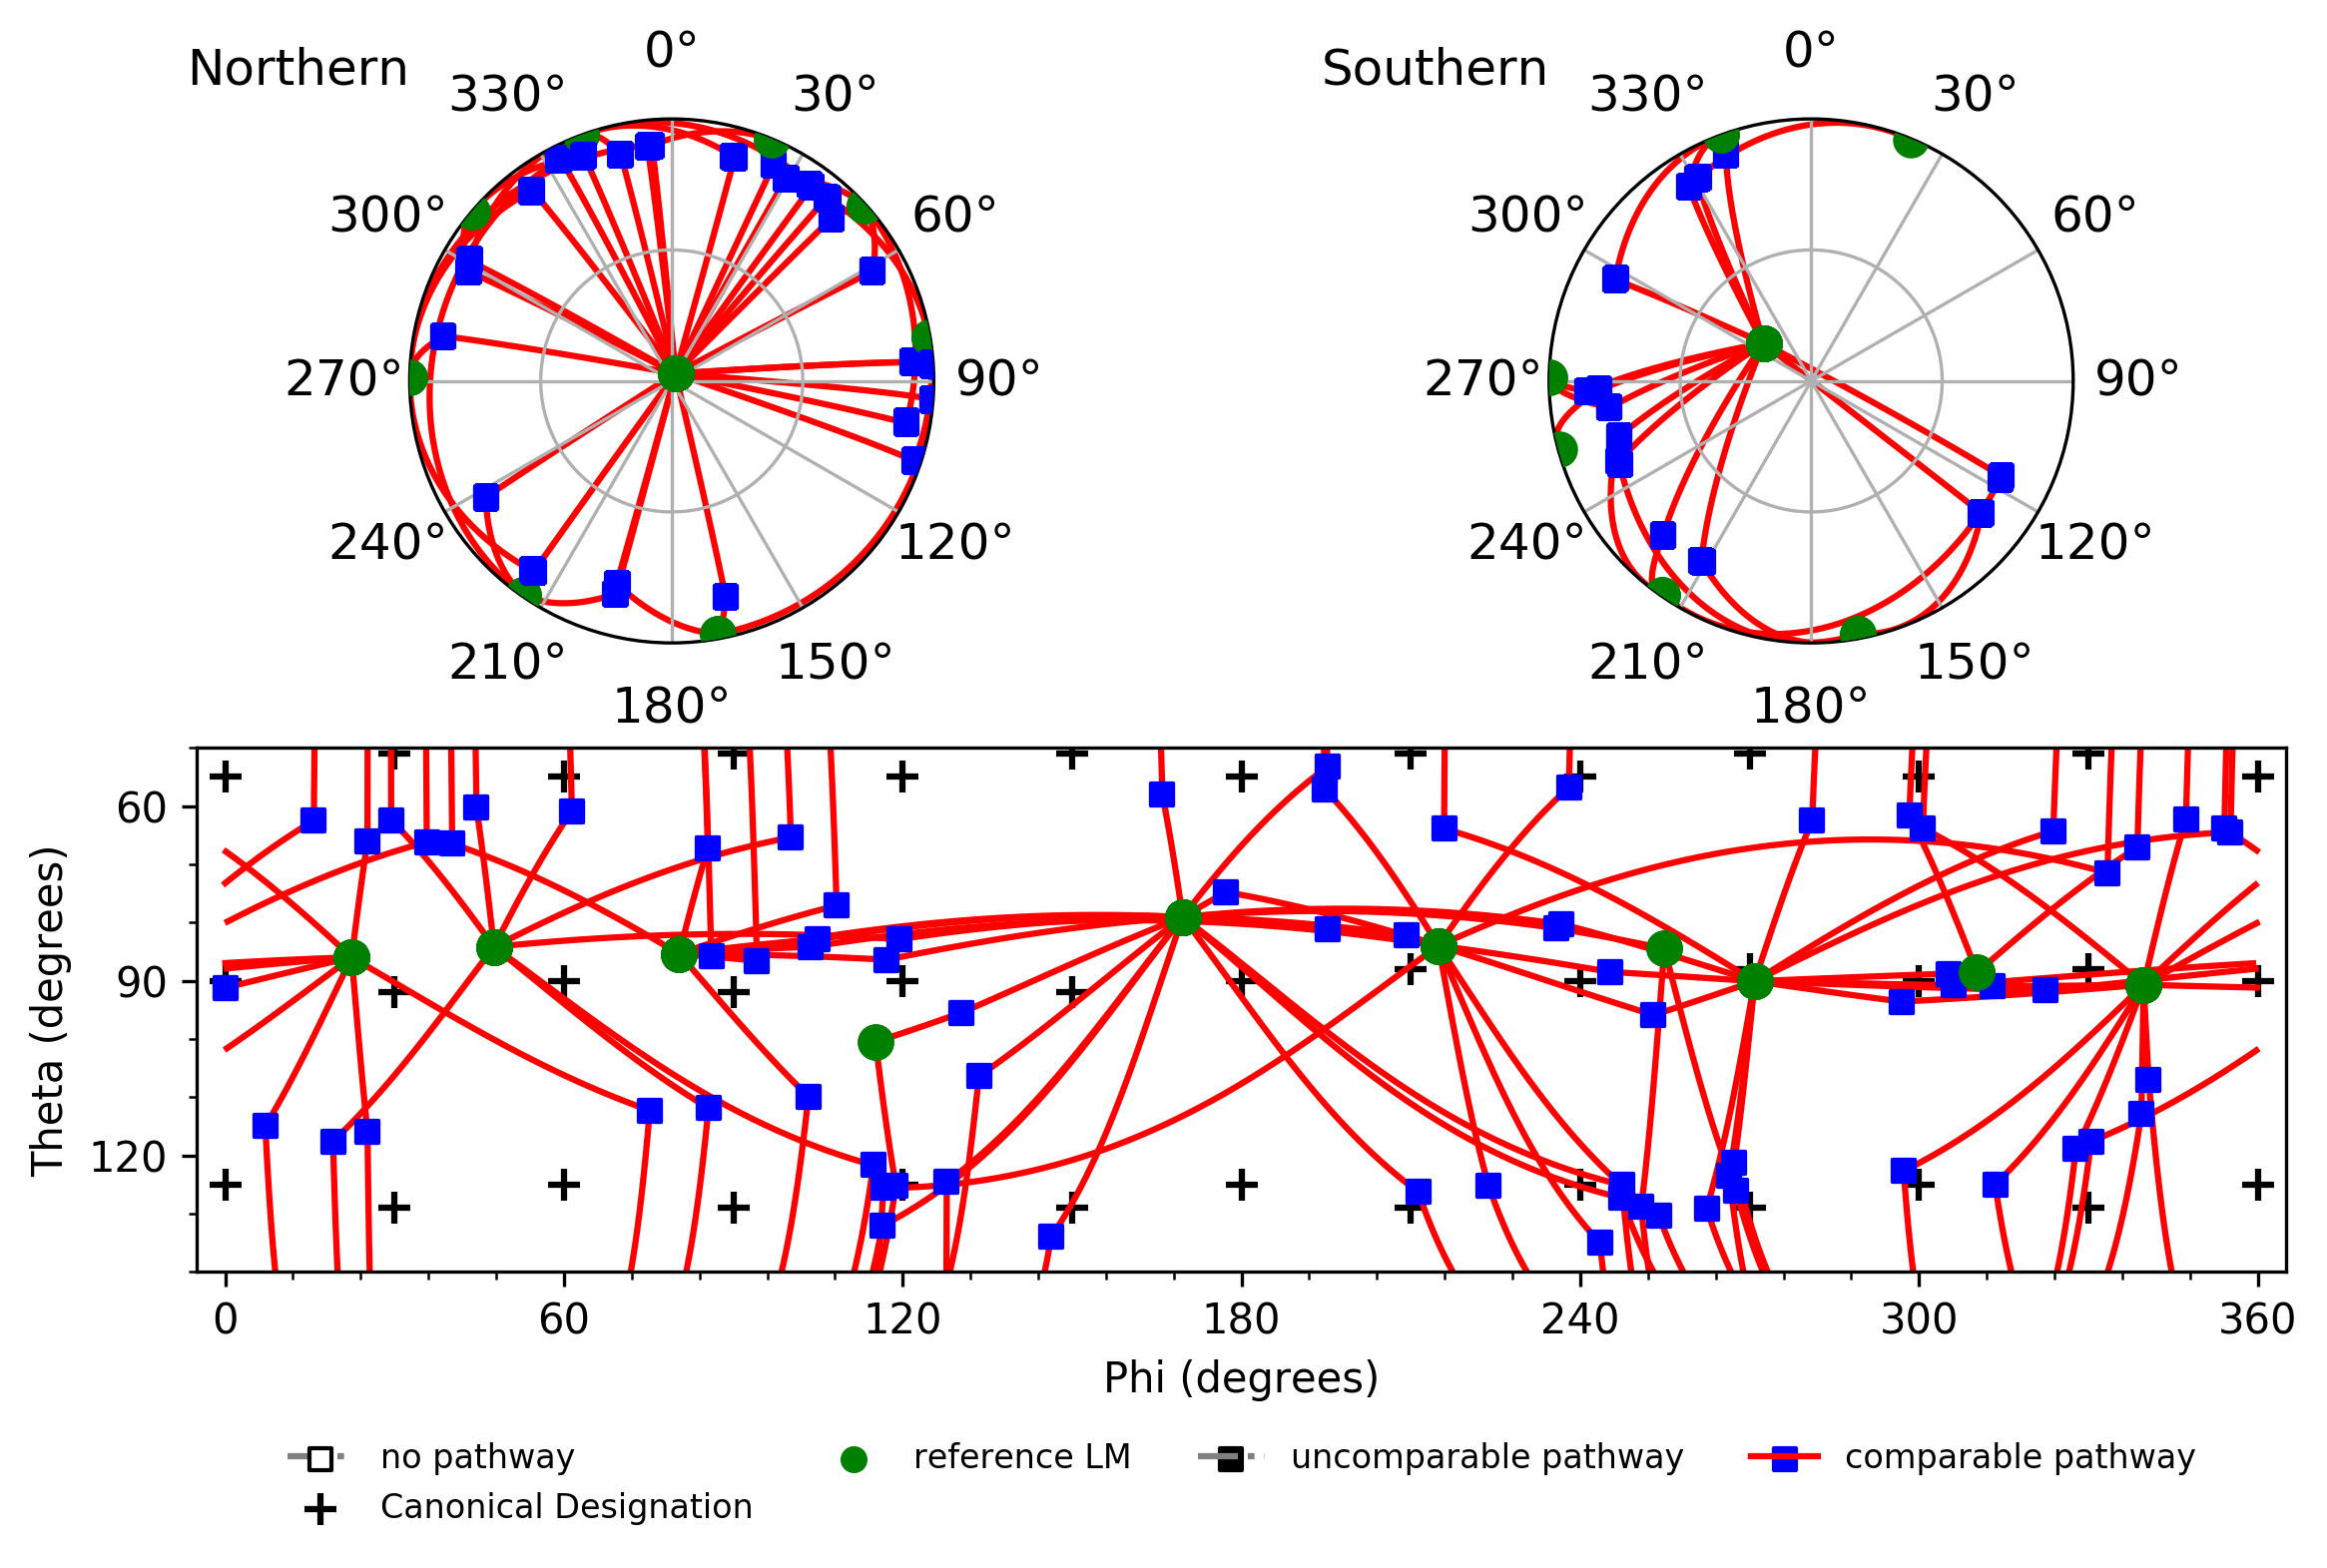 Northern
0°
30°
60°
90°
120°
150°
180°
210°
240°
270°
300°
330°
Southern
0°
30°
60°
90°
120°
150°
180°
210°
240°
270°
300°
330°
Theta (degrees)
60
90
120
0 60 120 180 240 300 360
Phi (degrees)
no pathway
Canonical Designation
reference LM
uncomparable pathway
comparable pathway